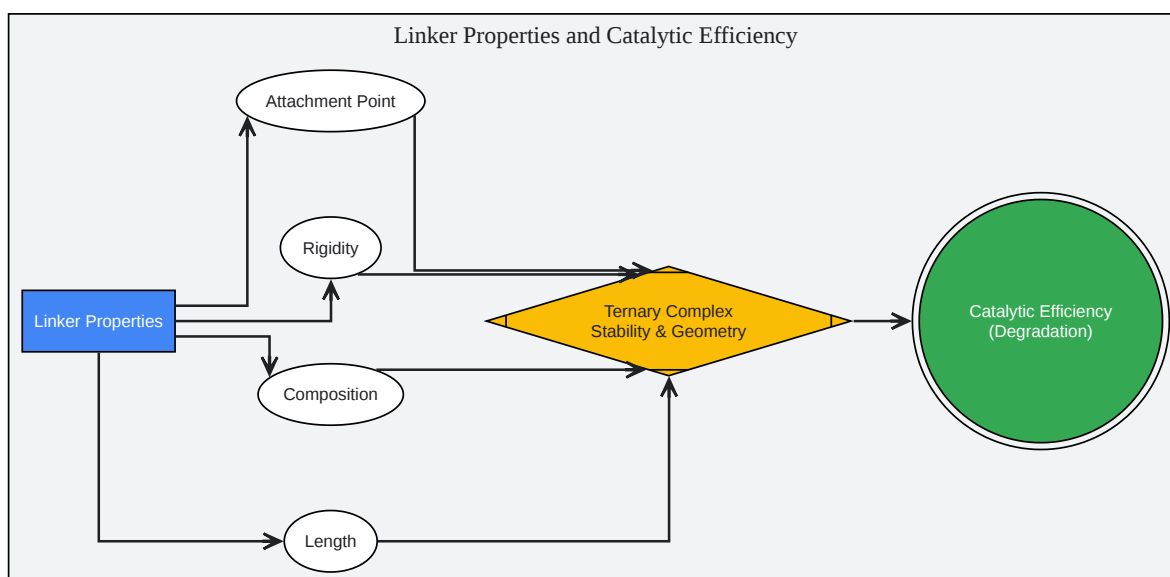 Linker Properties and Catalytic Efficiency
Attachment Point
Rigidity
Linker Properties
Composition
Length
Ternary Complex
Stability & Geometry
Catalytic Efficiency
(Degradation)